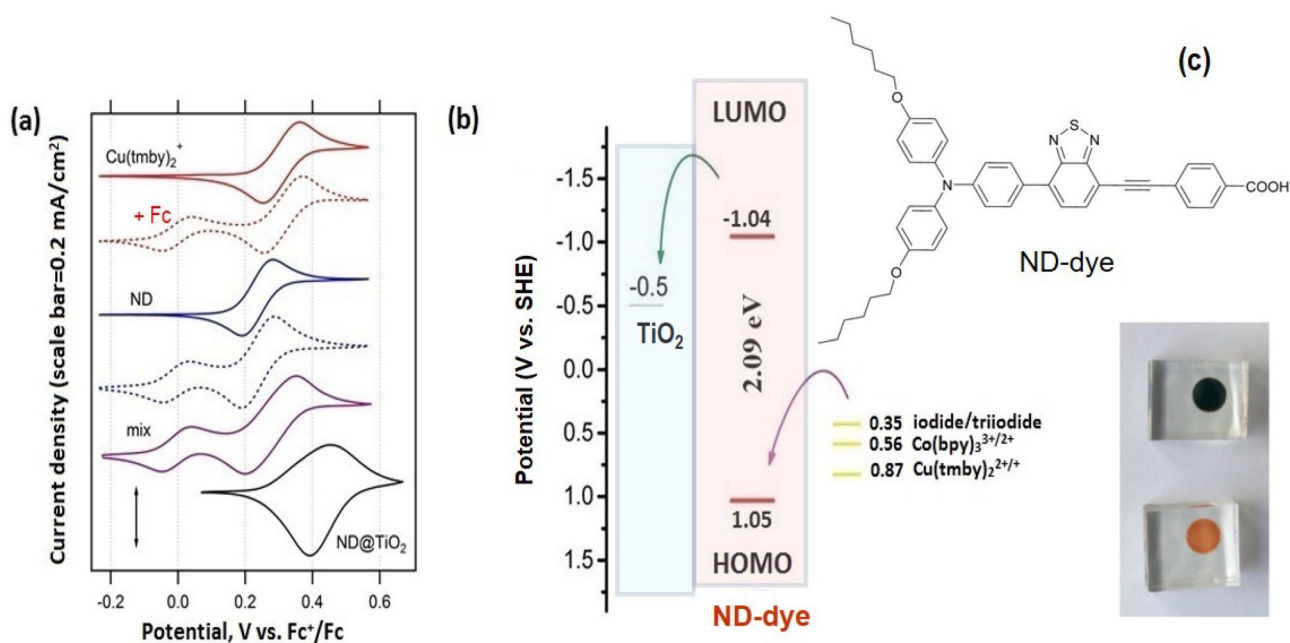 (a)
Current density (scale bar=0.2 mA/cm²)
Cu(tmby)₂⁺
+ Fc
ND
mix
ND@TiO₂
-0.2 0.0 0.2 0.4 0.6
Potential, V vs. Fc⁺/Fc
(b)
Potential (V vs. SHE)
-1.5
-1.0
-0.5
0.0
0.5
1.0
1.5
LUMO
-1.04
-0.5
TiO₂
2.09 eV
1.05
HOMO
ND-dye
0.35 iodide/triiodide
0.56 Co(bpy)₃³⁺/²⁺
0.87 Cu(tmby)₂²⁺/⁺
(c)
O
N
O
N
S
N
COOH
ND-dye